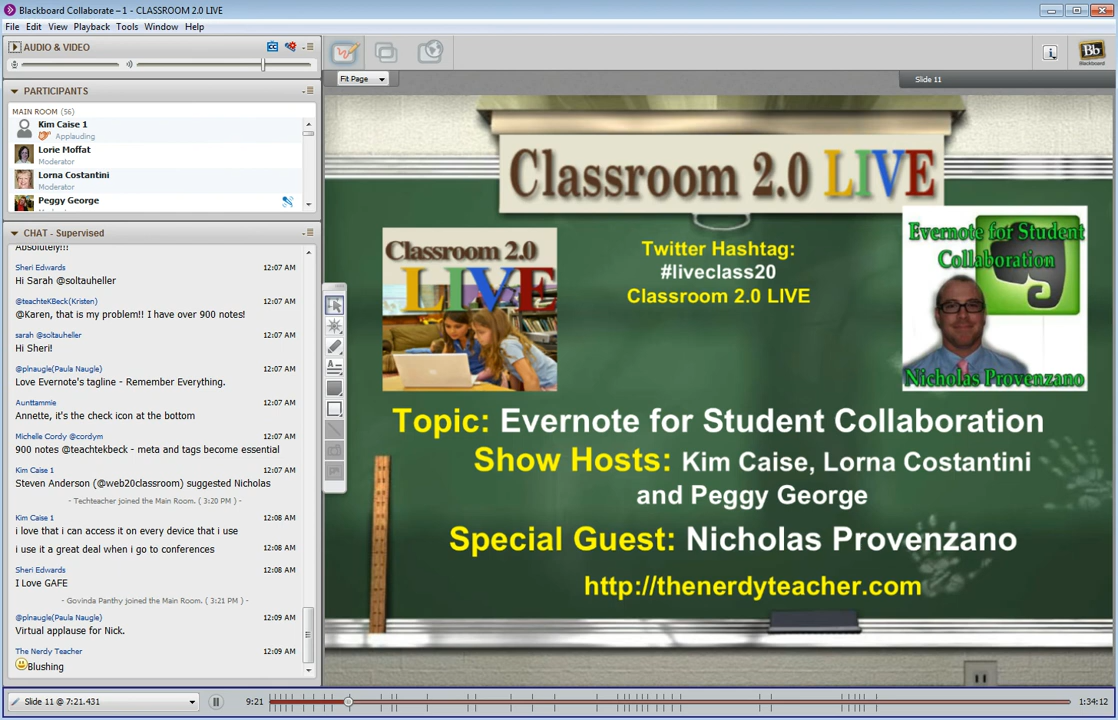 Blackboard Collaborate – 1 - CLASSROOM 2.0 LIVE
File Edit View Playback Tools Window Help
AUDIO & VIDEO
PARTICIPANTS
MAIN ROOM (56)
Kim Caise 1
Applauding
Lorie Moffat
Moderator
Lorna Costantini
Moderator
Peggy George
CHAT - Supervised
Absolutely!!!
Sheri Edwards 12:07 AM
Hi Sarah @soltauheller
@teachteKBeck(Kristen) 12:07 AM
@Karen, that is my problem!! I have over 900 notes!
sarah @soltauheller 12:07 AM
Hi Sheri!
@plnaugle(Paula Naugle) 12:07 AM
Love Evernote's tagline - Remember Everything.
Aunttammie 12:07 AM
Annette, it's the check icon at the bottom
Michelle Cordy @cordym 12:07 AM
900 notes @teachtekbeck - meta and tags become essential
Kim Caise 1 12:07 AM
Steven Anderson (@web20classroom) suggested Nicholas
- Techteacher joined the Main Room. ( 3:20 PM ) -
Kim Caise 1 12:08 AM
i love that i can access it on every device that i use
i use it a great deal when i go to conferences 12:08 AM
Sheri Edwards 12:08 AM
I Love GAFE
- Govinda Panthy joined the Main Room. ( 3:21 PM ) -
@plnaugle(Paula Naugle) 12:09 AM
Virtual applause for Nick.
The Nerdy Teacher 12:09 AM
Blushing
Slide 11 @ 7:21.431
9:21
1:34:12
Fit Page
Slide 11
Bb
Blackboard
Classroom 2.0 LIVE
Classroom 2.0
LIVE
Twitter Hashtag:
#liveclass20
Classroom 2.0 LIVE
Evernote for Student
Collaboration
Nicholas Provenzano
Topic: Evernote for Student Collaboration
Show Hosts: Kim Caise, Lorna Costantini
and Peggy George
Special Guest: Nicholas Provenzano
http://thenerdyteacher.com